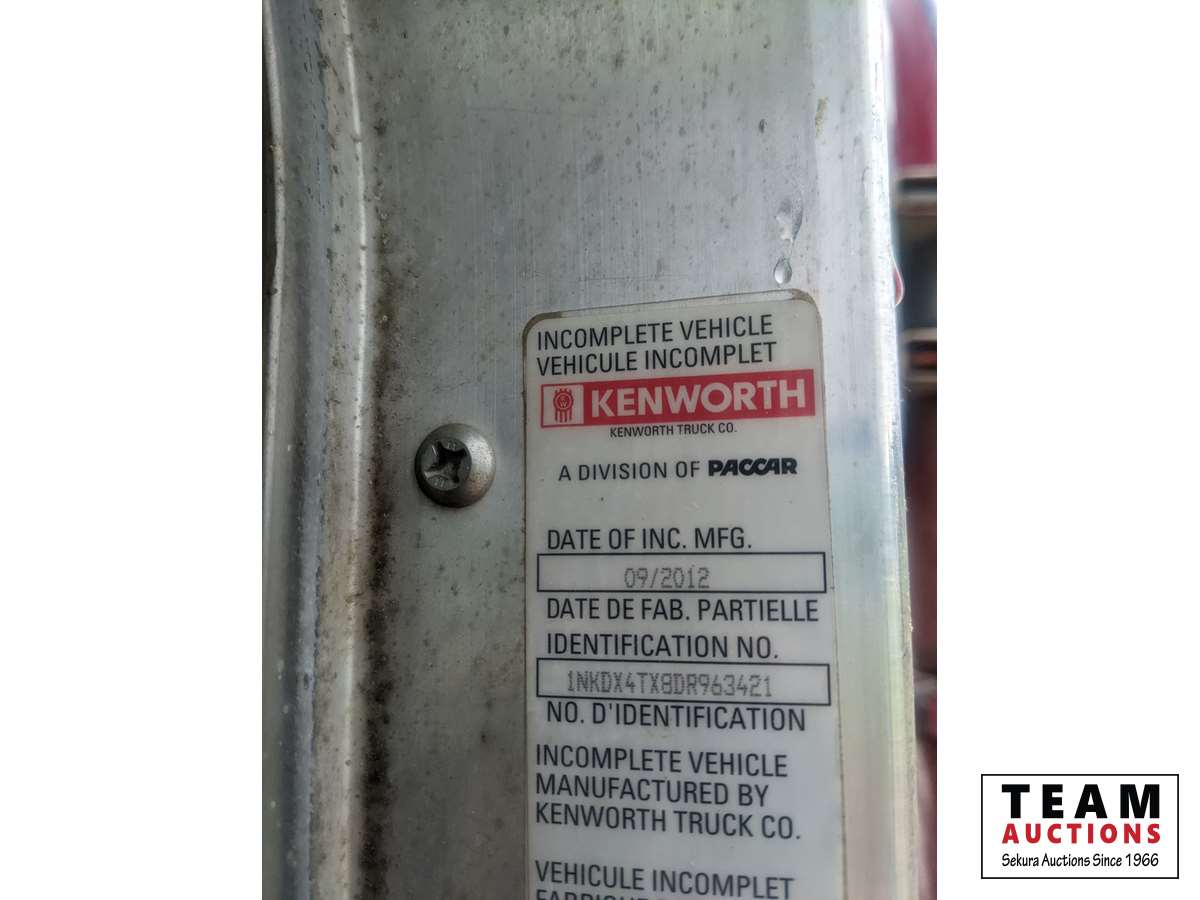 INCOMPLETE VEHICLE
VEHICULE INCOMPLET
KENWORTH
KENWORTH TRUCK CO.
A DIVISION OF PACCAR
DATE OF INC. MFG.
09/2012
DATE DE FAB. PARTIELLE
IDENTIFICATION NO.
1NKDX4TX8DR963421
NO. D'IDENTIFICATION
INCOMPLETE VEHICLE
MANUFACTURED BY
KENWORTH TRUCK CO.
VEHICULE INCOMPLET
TEAM
AUCTIONS
Sekura Auctions Since 1966